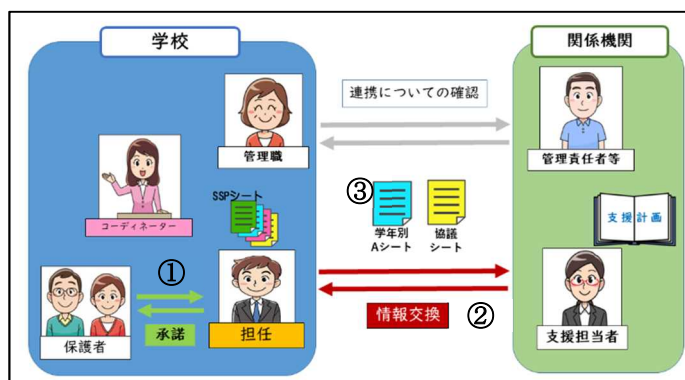 学校
関係機関
連携についての確認
管理職
管理責任者等
コーディネーター
SSPシート
③
学年別
Aシート
協議
シート
支援計画
①
承諾
保護者
担任
情報交換
②
支援担当者